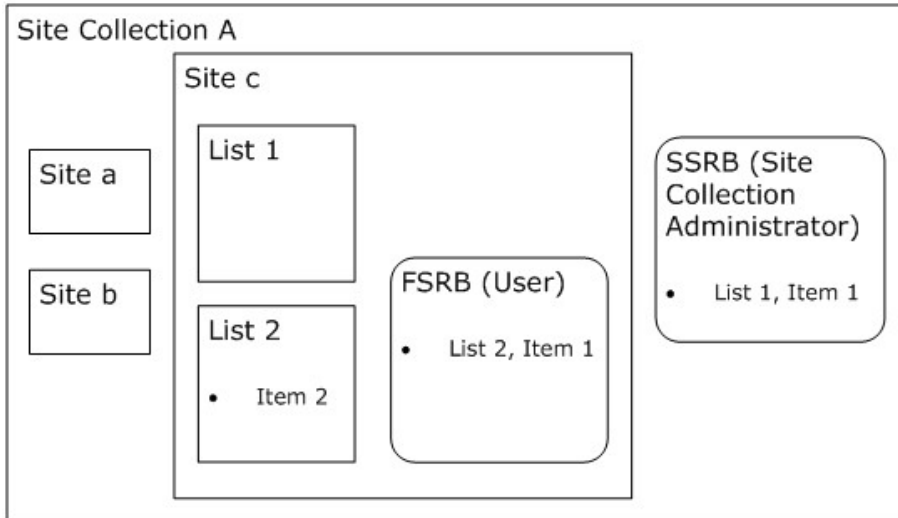 Site Collection A
Site c
List 1
Site a
SSRB (Site
Collection
Administrator)
• List 1, Item 1
Site b
FSRB (User)
• List 2, Item 1
List 2
• Item 2